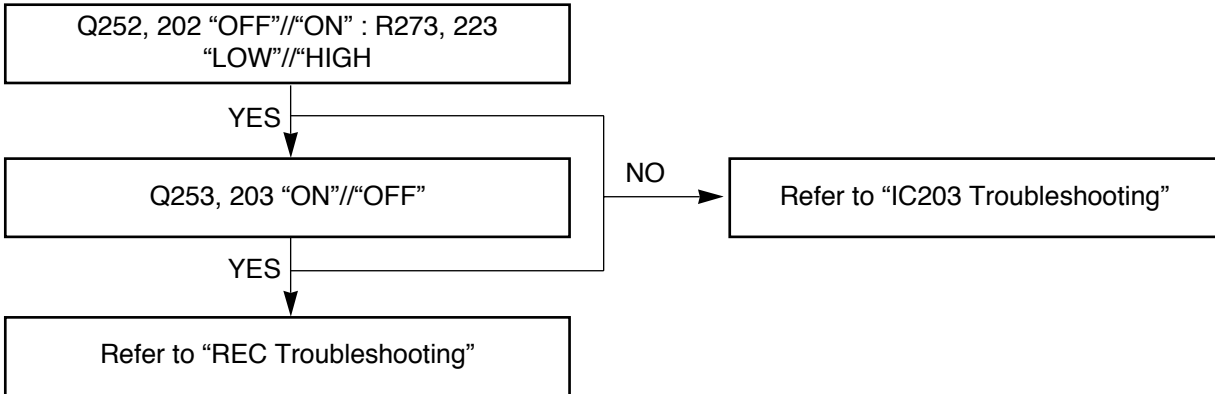 Q252, 202 “OFF”//“ON” : R273, 223
“LOW”//“HIGH
YES
Q253, 203 “ON”//“OFF”
NO
Refer to “IC203 Troubleshooting”
YES
Refer to “REC Troubleshooting”